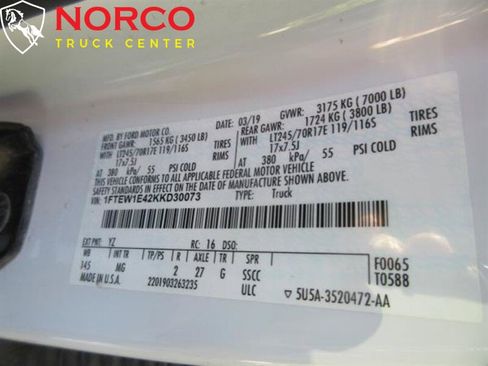 NORCO
TRUCK CENTER
MFD. BY FORD MOTOR CO.
03/19 GVWR: 3175 KG (7000 LB)
FRONT GAWR: 1565 KG (3450 LB) REAR GAWR: 1724 KG (3800 LB)
WITH LT245/70R17E 119/116S TIRES WITH LT245/70R17E 119/116S TIRES
17x7.5J RIMS 17x7.5J RIMS
AT 380 kPa/ 55 PSI COLD AT 380 kPa/ 55 PSI COLD
THIS VEHICLE CONFORMS TO ALL APPLICABLE FEDERAL MOTOR VEHICLE
SAFETY STANDARDS IN EFFECT ON THE DATE OF MANUFACTURE SHOWN ABOVE.
VIN: 1FTEW1E42KKD30073 TYPE: Truck
EXT PNT: YZ RC: 16 DSO:
WB INT TR TP/PS R AXLE TR SPR F0065
145 MG 2 27 G SSCC T0588
MADE IN U.S.A. 2201903263235 ULC 5U5A-3520472-AA